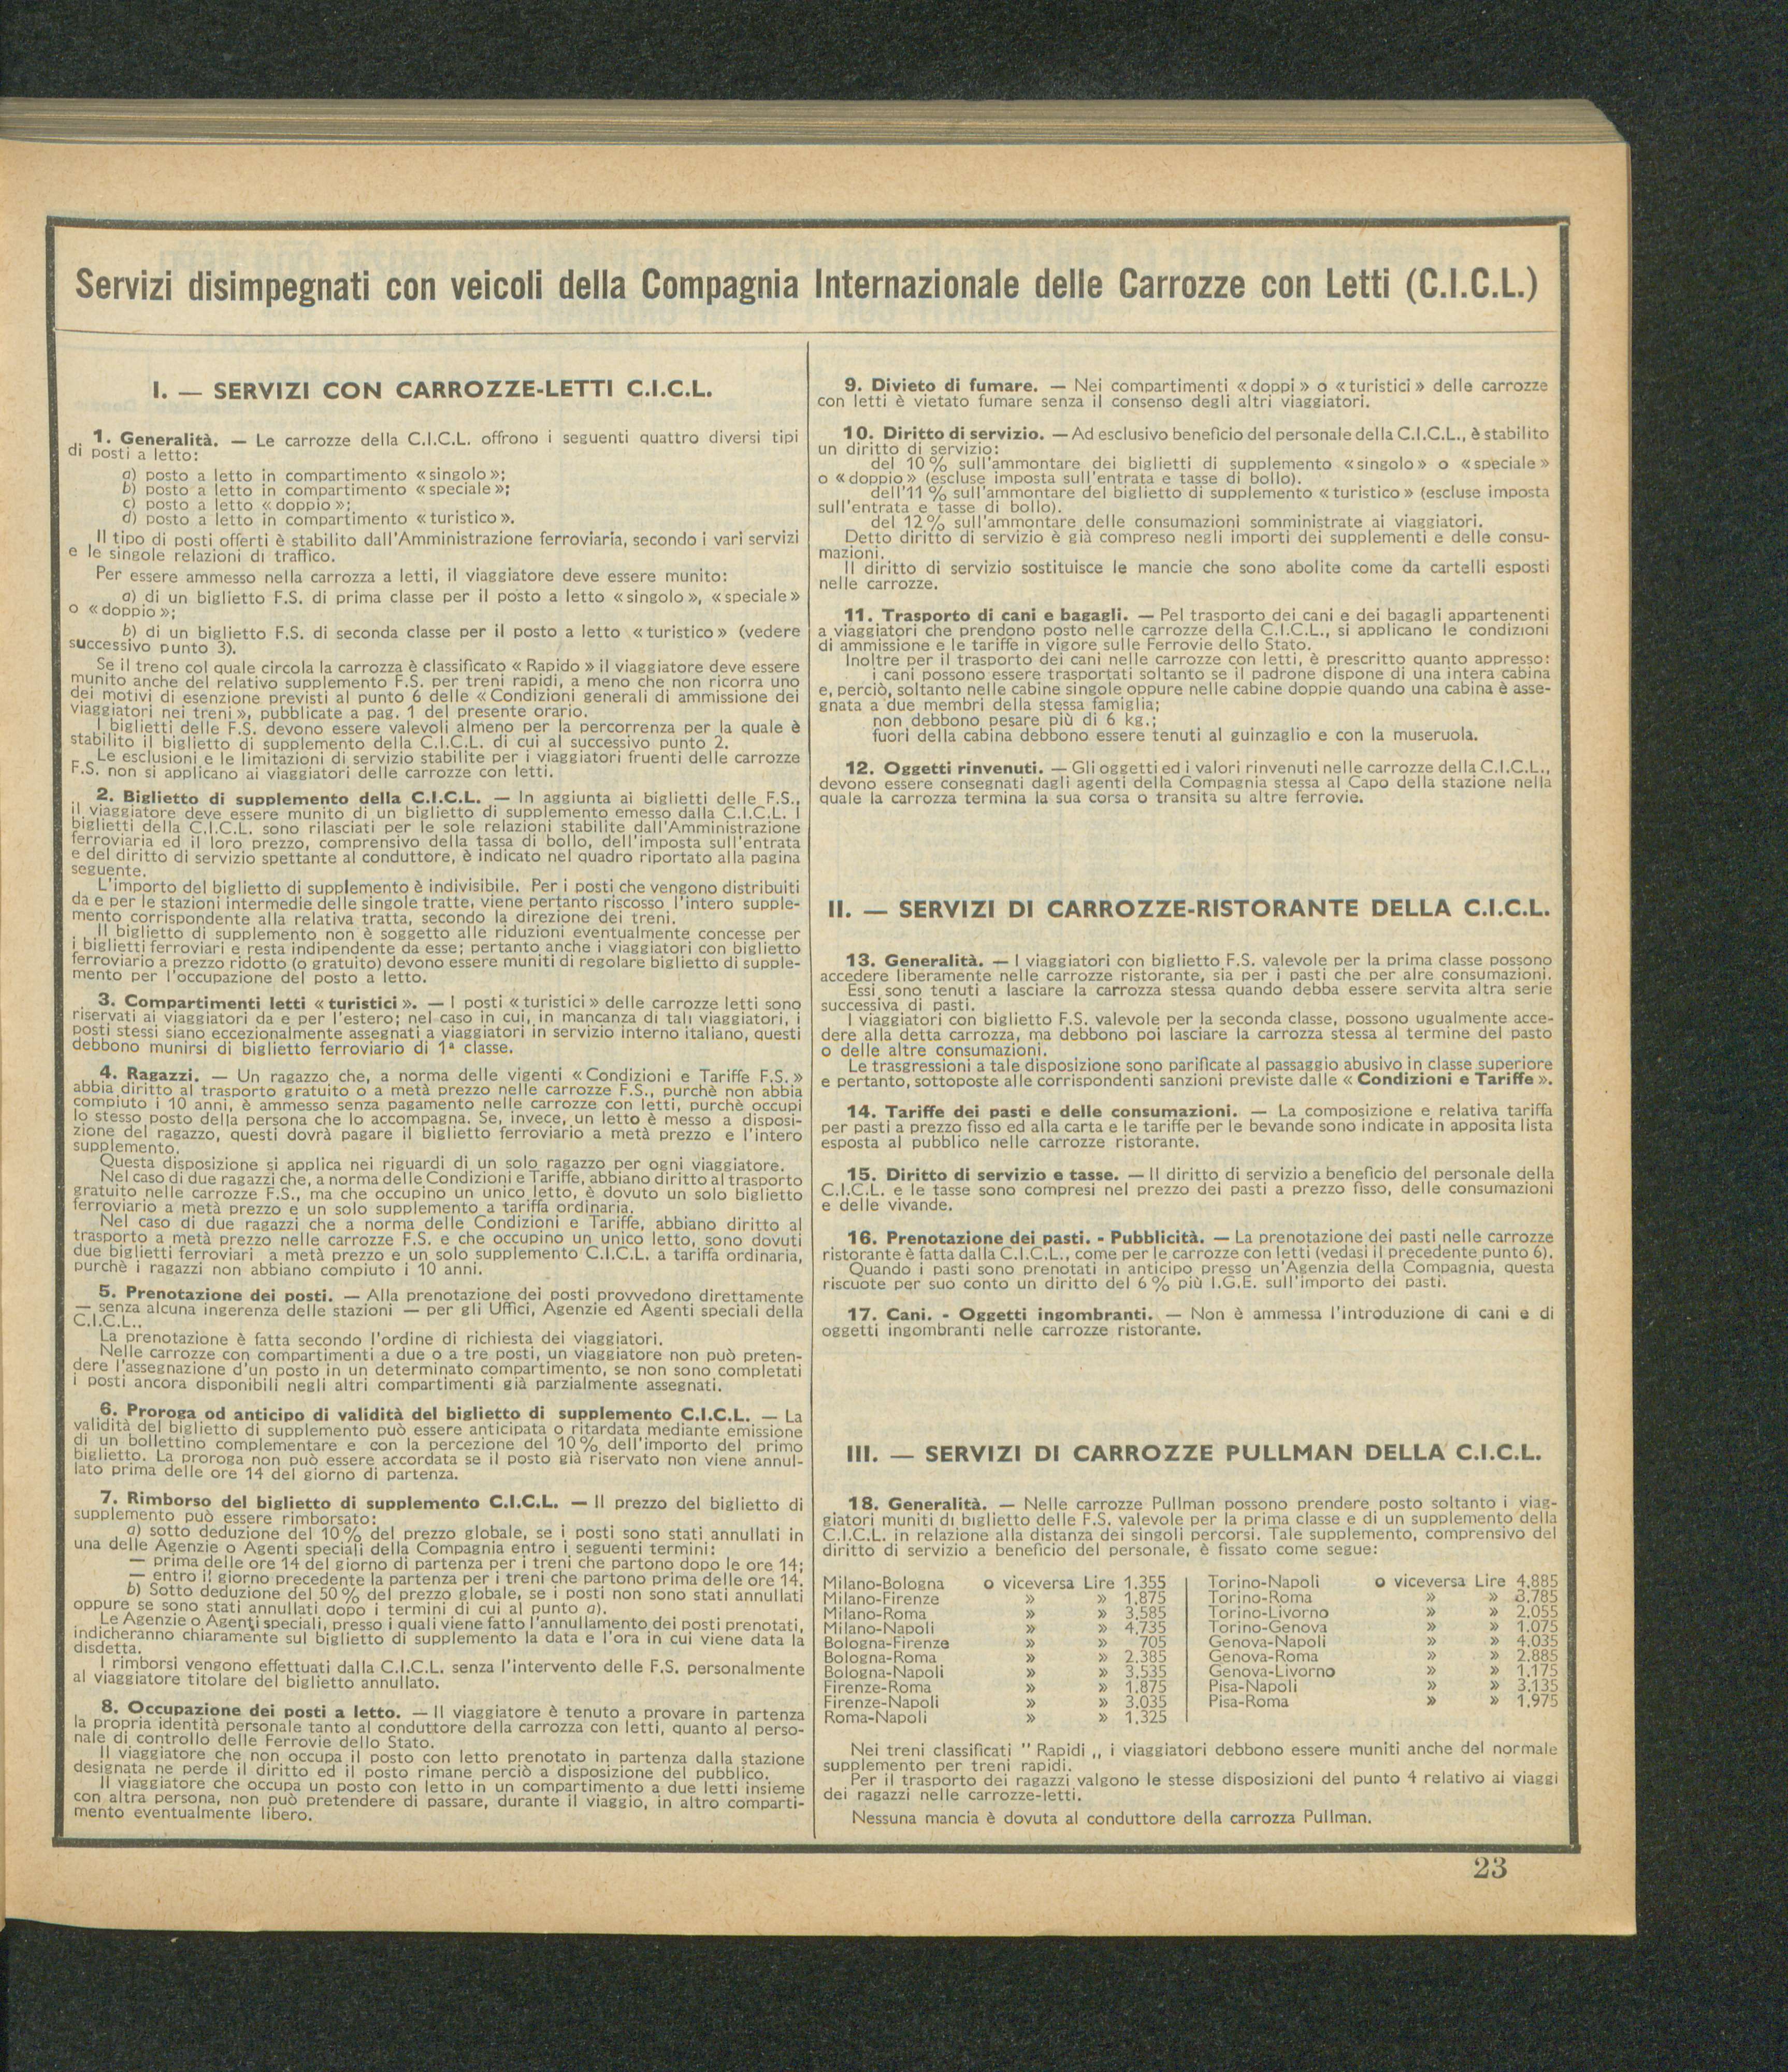 Servizi disimpegnati con veicoli della Compagnia Internazionale delle Carrozze con Letti (C.I.C.L.)
I. — SERVIZI CON CARROZZE-LETTI C.I.C.L.
1. Generalità. — Le carrozze della C.I.C.L. offrono i seguenti quattro diversi tipi
di posti a letto:
a) posto a letto in compartimento « singolo »;
b) posto a letto in compartimento « speciale »;
c) posto a letto « doppio »;
d) posto a letto in compartimento « turistico ».
Il tipo di posti offerti è stabilito dall'Amministrazione ferroviaria, secondo i vari servizi
e le singole relazioni di traffico.
Per essere ammesso nella carrozza a letti, il viaggiatore deve essere munito:
a) di un biglietto F.S. di prima classe per il posto a letto « singolo », « speciale »
o « doppio »;
b) di un biglietto F.S. di seconda classe per il posto a letto « turistico » (vedere
successivo punto 3).
Se il treno col quale circola la carrozza è classificato « Rapido » il viaggiatore deve essere
munito anche del relativo supplemento F.S. per treni rapidi, a meno che non ricorra uno
dei motivi di esenzione previsti al punto 6 delle « Condizioni generali di ammissione dei
viaggiatori nei treni », pubblicate a pag. 1 del presente orario.
I biglietti delle F.S. devono essere valevoli almeno per la percorrenza per la quale è
stabilito il biglietto di supplemento della C.I.C.L. di cui al successivo punto 2.
Le esclusioni e le limitazioni di servizio stabilite per i viaggiatori fruenti delle carrozze
F.S. non si applicano ai viaggiatori delle carrozze con letti.
2. Biglietto di supplemento della C.I.C.L. — In aggiunta ai biglietti delle F.S.,
il viaggiatore deve essere munito di un biglietto di supplemento emesso dalla C.I.C.L. I
biglietti della C.I.C.L. sono rilasciati per le sole relazioni stabilite dall'Amministrazione
ferroviaria ed il loro prezzo, comprensivo della tassa di bollo, dell'imposta sull'entrata
e del diritto di servizio spettante al conduttore, è indicato nel quadro riportato alla pagina
seguente.
L'importo del biglietto di supplemento è indivisibile. Per i posti che vengono distribuiti
da e per le stazioni intermedie delle singole tratte, viene pertanto riscosso l'intero supple-
mento corrispondente alla relativa tratta, secondo la direzione dei treni.
Il biglietto di supplemento non è soggetto alle riduzioni eventualmente concesse per
i biglietti ferroviari e resta indipendente da esse; pertanto anche i viaggiatori con biglietto
ferroviario a prezzo ridotto (o gratuito) devono essere muniti di regolare biglietto di supple-
mento per l'occupazione del posto a letto.
3. Compartimenti letti « turistici ». — I posti « turistici » delle carrozze letti sono
riservati ai viaggiatori da e per l'estero; nel caso in cui, in mancanza di tali viaggiatori, i
posti stessi siano eccezionalmente assegnati a viaggiatori in servizio interno italiano, questi
debbono munirsi di biglietto ferroviario di 1ª classe.
4. Ragazzi. — Un ragazzo che, a norma delle vigenti « Condizioni e Tariffe F.S. »
abbia diritto al trasporto gratuito o a metà prezzo nelle carrozze F.S., purchè non abbia
compiuto i 10 anni, è ammesso senza pagamento nelle carrozze con letti, purchè occupi
lo stesso posto della persona che lo accompagna. Se, invece, un letto è messo a disposi-
zione del ragazzo, questi dovrà pagare il biglietto ferroviario a metà prezzo e l'intero
supplemento.
Questa disposizione si applica nei riguardi di un solo ragazzo per ogni viaggiatore.
Nel caso di due ragazzi che, a norma delle Condizioni e Tariffe, abbiano diritto al trasporto
gratuito nelle carrozze F.S., ma che occupino un unico letto, è dovuto un solo biglietto
ferroviario a metà prezzo e un solo supplemento a tariffa ordinaria.
Nel caso di due ragazzi che a norma delle Condizioni e Tariffe, abbiano diritto al
trasporto a metà prezzo nelle carrozze F.S. e che occupino un unico letto, sono dovuti
due biglietti ferroviari a metà prezzo e un solo supplemento C.I.C.L. a tariffa ordinaria,
purchè i ragazzi non abbiano compiuto i 10 anni.
5. Prenotazione dei posti. — Alla prenotazione dei posti provvedono direttamente
— senza alcuna ingerenza delle stazioni — per gli Uffici, Agenzie ed Agenti speciali della
C.I.C.L..
La prenotazione è fatta secondo l'ordine di richiesta dei viaggiatori.
Nelle carrozze con compartimenti a due o a tre posti, un viaggiatore non può preten-
dere l'assegnazione d'un posto in un determinato compartimento, se non sono completati
i posti ancora disponibili negli altri compartimenti già parzialmente assegnati.
6. Proroga od anticipo di validità del biglietto di supplemento C.I.C.L. — La
validità del biglietto di supplemento può essere anticipata o ritardata mediante emissione
di un bollettino complementare e con la percezione del 10% dell'importo del primo
biglietto. La proroga non può essere accordata se il posto già riservato non viene annul-
lato prima delle ore 14 del giorno di partenza.
7. Rimborso del biglietto di supplemento C.I.C.L. — Il prezzo del biglietto di
supplemento può essere rimborsato:
a) sotto deduzione del 10% del prezzo globale, se i posti sono stati annullati in
una delle Agenzie o Agenti speciali della Compagnia entro i seguenti termini:
— prima delle ore 14 del giorno di partenza per i treni che partono dopo le ore 14;
— entro il giorno precedente la partenza per i treni che partono prima delle ore 14.
b) Sotto deduzione del 50% del prezzo globale, se i posti non sono stati annullati
oppure se sono stati annullati dopo i termini di cui al punto a).
Le Agenzie o Agenti speciali, presso i quali viene fatto l'annullamento dei posti prenotati,
indicheranno chiaramente sul biglietto di supplemento la data e l'ora in cui viene data la
disdetta.
I rimborsi vengono effettuati dalla C.I.C.L. senza l'intervento delle F.S. personalmente
al viaggiatore titolare del biglietto annullato.
8. Occupazione dei posti a letto. — Il viaggiatore è tenuto a provare in partenza
la propria identità personale tanto al conduttore della carrozza con letti, quanto al perso-
nale di controllo delle Ferrovie dello Stato.
Il viaggiatore che non occupa il posto con letto prenotato in partenza dalla stazione
designata ne perde il diritto ed il posto rimane perciò a disposizione del pubblico.
Il viaggiatore che occupa un posto con letto in un compartimento a due letti insieme
con altra persona, non può pretendere di passare, durante il viaggio, in altro comparti-
mento eventualmente libero.
9. Divieto di fumare. — Nei compartimenti « doppi » o « turistici » delle carrozze
con letti è vietato fumare senza il consenso degli altri viaggiatori.
10. Diritto di servizio. — Ad esclusivo beneficio del personale della C.I.C.L., è stabilito
un diritto di servizio:
del 10% sull'ammontare dei biglietti di supplemento « singolo » o « speciale »
o « doppio » (escluse imposta sull'entrata e tasse di bollo).
dell'11% sull'ammontare del biglietto di supplemento « turistico » (escluse imposta
sull'entrata e tasse di bollo).
del 12% sull'ammontare delle consumazioni somministrate ai viaggiatori.
Detto diritto di servizio è già compreso negli importi dei supplementi e delle consu-
mazioni.
Il diritto di servizio sostituisce le mancie che sono abolite come da cartelli esposti
nelle carrozze.
11. Trasporto di cani e bagagli. — Pel trasporto dei cani e dei bagagli appartenenti
a viaggiatori che prendono posto nelle carrozze della C.I.C.L., si applicano le condizioni
di ammissione e le tariffe in vigore sulle Ferrovie dello Stato.
Inoltre per il trasporto dei cani nelle carrozze con letti, è prescritto quanto appresso:
i cani possono essere trasportati soltanto se il padrone dispone di una intera cabina
e, perciò, soltanto nelle cabine singole oppure nelle cabine doppie quando una cabina è asse-
gnata a due membri della stessa famiglia;
non debbono pesare più di 6 kg.;
fuori della cabina debbono essere tenuti al guinzaglio e con la museruola.
12. Oggetti rinvenuti. — Gli oggetti ed i valori rinvenuti nelle carrozze della C.I.C.L.,
devono essere consegnati dagli agenti della Compagnia stessa al Capo della stazione nella
quale la carrozza termina la sua corsa o transita su altre ferrovie.
II. — SERVIZI DI CARROZZE-RISTORANTE DELLA C.I.C.L.
13. Generalità. — I viaggiatori con biglietto F.S. valevole per la prima classe possono
accedere liberamente nelle carrozze ristorante, sia per i pasti che per alre consumazioni.
Essi sono tenuti a lasciare la carrozza stessa quando debba essere servita altra serie
successiva di pasti.
I viaggiatori con biglietto F.S. valevole per la seconda classe, possono ugualmente acce-
dere alla detta carrozza, ma debbono poi lasciare la carrozza stessa al termine del pasto
o delle altre consumazioni.
Le trasgressioni a tale disposizione sono parificate al passaggio abusivo in classe superiore
e pertanto, sottoposte alle corrispondenti sanzioni previste dalle « Condizioni e Tariffe ».
14. Tariffe dei pasti e delle consumazioni. — La composizione e relativa tariffa
per pasti a prezzo fisso ed alla carta e le tariffe per le bevande sono indicate in apposita lista
esposta al pubblico nelle carrozze ristorante.
15. Diritto di servizio e tasse. — Il diritto di servizio a beneficio del personale della
C.I.C.L. e le tasse sono compresi nel prezzo dei pasti a prezzo fisso, delle consumazioni
e delle vivande.
16. Prenotazione dei pasti. - Pubblicità. — La prenotazione dei pasti nelle carrozze
ristorante è fatta dalla C.I.C.L., come per le carrozze con letti (vedasi il precedente punto 6).
Quando i pasti sono prenotati in anticipo presso un'Agenzia della Compagnia, questa
riscuote per suo conto un diritto del 6% più I.G.E. sull'importo dei pasti.
17. Cani. - Oggetti ingombranti. — Non è ammessa l'introduzione di cani e di
oggetti ingombranti nelle carrozze ristorante.
III. — SERVIZI DI CARROZZE PULLMAN DELLA C.I.C.L.
18. Generalità. — Nelle carrozze Pullman possono prendere posto soltanto i viag-
giatori muniti di biglietto delle F.S. valevole per la prima classe e di un supplemento della
C.I.C.L. in relazione alla distanza dei singoli percorsi. Tale supplemento, comprensivo del
diritto di servizio a beneficio del personale, è fissato come segue:
Milano-Bologna o viceversa Lire 1.355
Milano-Firenze » » 1.875
Milano-Roma » » 3.585
Milano-Napoli » » 4.735
Bologna-Firenze » » 705
Bologna-Roma » » 2.385
Bologna-Napoli » » 3.535
Firenze-Roma » » 1.875
Firenze-Napoli » » 3.035
Roma-Napoli » » 1.325
Torino-Napoli o viceversa Lire 4.885
Torino-Roma » » 3.785
Torino-Livorno » » 2.055
Torino-Genova » » 1.075
Genova-Napoli » » 4.035
Genova-Roma » » 2.885
Genova-Livorno » » 1.175
Pisa-Napoli » » 3.135
Pisa-Roma » » 1.975
Nei treni classificati " Rapidi „ i viaggiatori debbono essere muniti anche del normale
supplemento per treni rapidi.
Per il trasporto dei ragazzi valgono le stesse disposizioni del punto 4 relativo ai viaggi
dei ragazzi nelle carrozze-letti.
Nessuna mancia è dovuta al conduttore della carrozza Pullman.
23